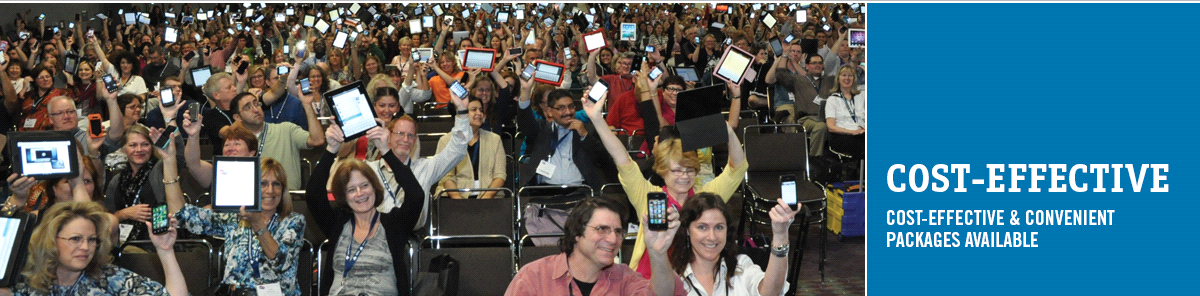 COST-EFFECTIVE
COST-EFFECTIVE & CONVENIENT
PACKAGES AVAILABLE